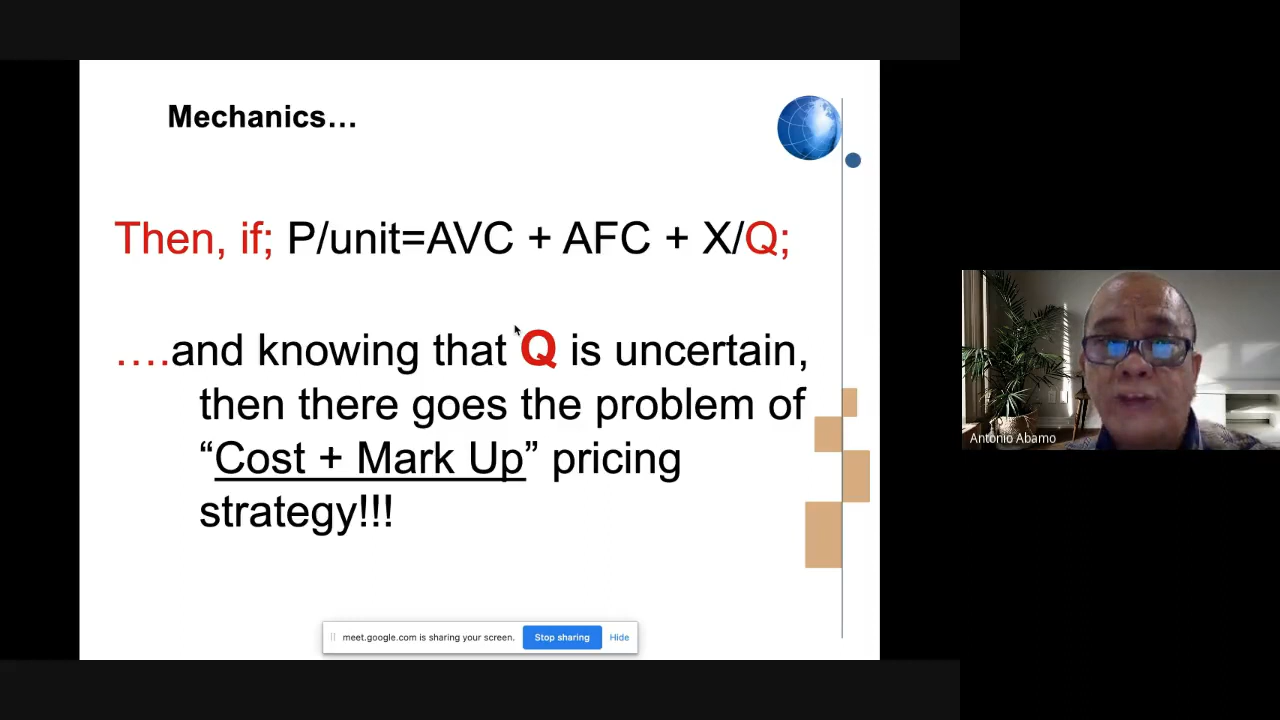 Mechanics…
Then, if; P/unit=AVC + AFC + X/Q;
….and knowing that Q is uncertain,
then there goes the problem of
“Cost + Mark Up” pricing
strategy!!!
Antonio Abamo
meet.google.com is sharing your screen. Stop sharing Hide